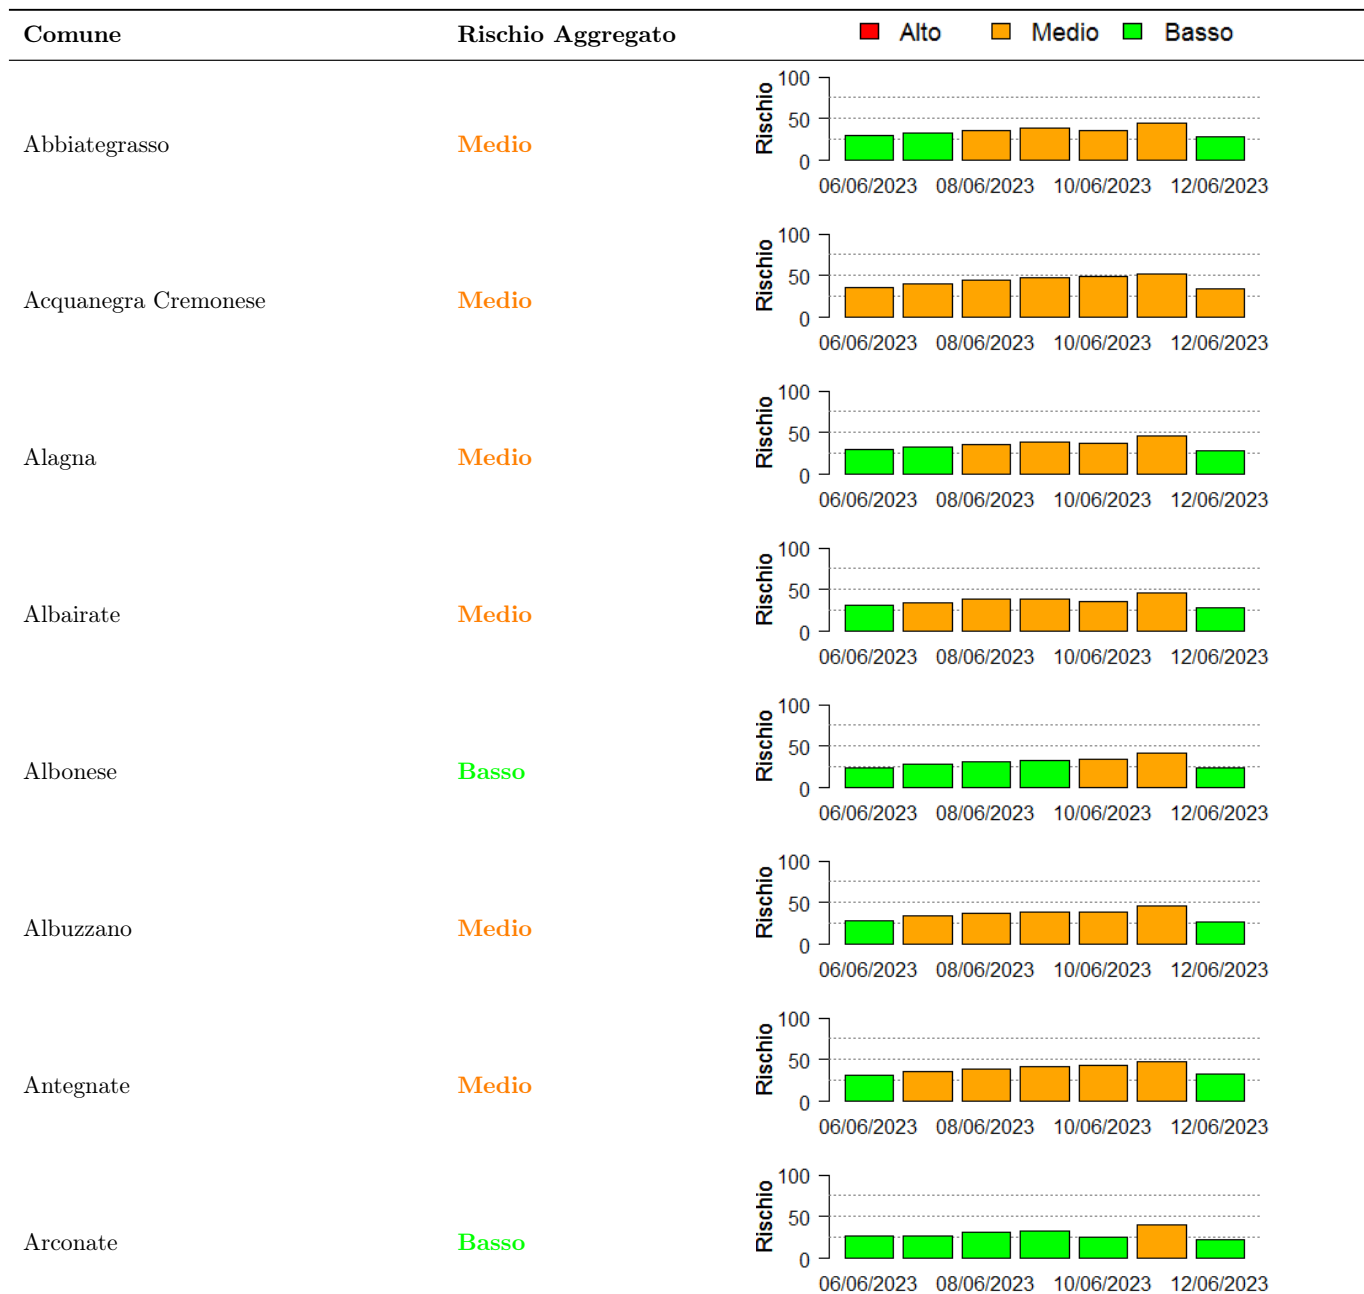 Comune Rischio Aggregato Alto Medio Basso
Abbiategrasso Medio Rischio 100 50 0
06/06/2023 08/06/2023 10/06/2023 12/06/2023
Acquanegra Cremonese Medio Rischio 100 50 0
06/06/2023 08/06/2023 10/06/2023 12/06/2023
Alagna Medio Rischio 100 50 0
06/06/2023 08/06/2023 10/06/2023 12/06/2023
Albairate Medio Rischio 100 50 0
06/06/2023 08/06/2023 10/06/2023 12/06/2023
Albonese Basso Rischio 100 50 0
06/06/2023 08/06/2023 10/06/2023 12/06/2023
Albuzzano Medio Rischio 100 50 0
06/06/2023 08/06/2023 10/06/2023 12/06/2023
Antegnate Medio Rischio 100 50 0
06/06/2023 08/06/2023 10/06/2023 12/06/2023
Arconate Basso Rischio 100 50 0
06/06/2023 08/06/2023 10/06/2023 12/06/2023